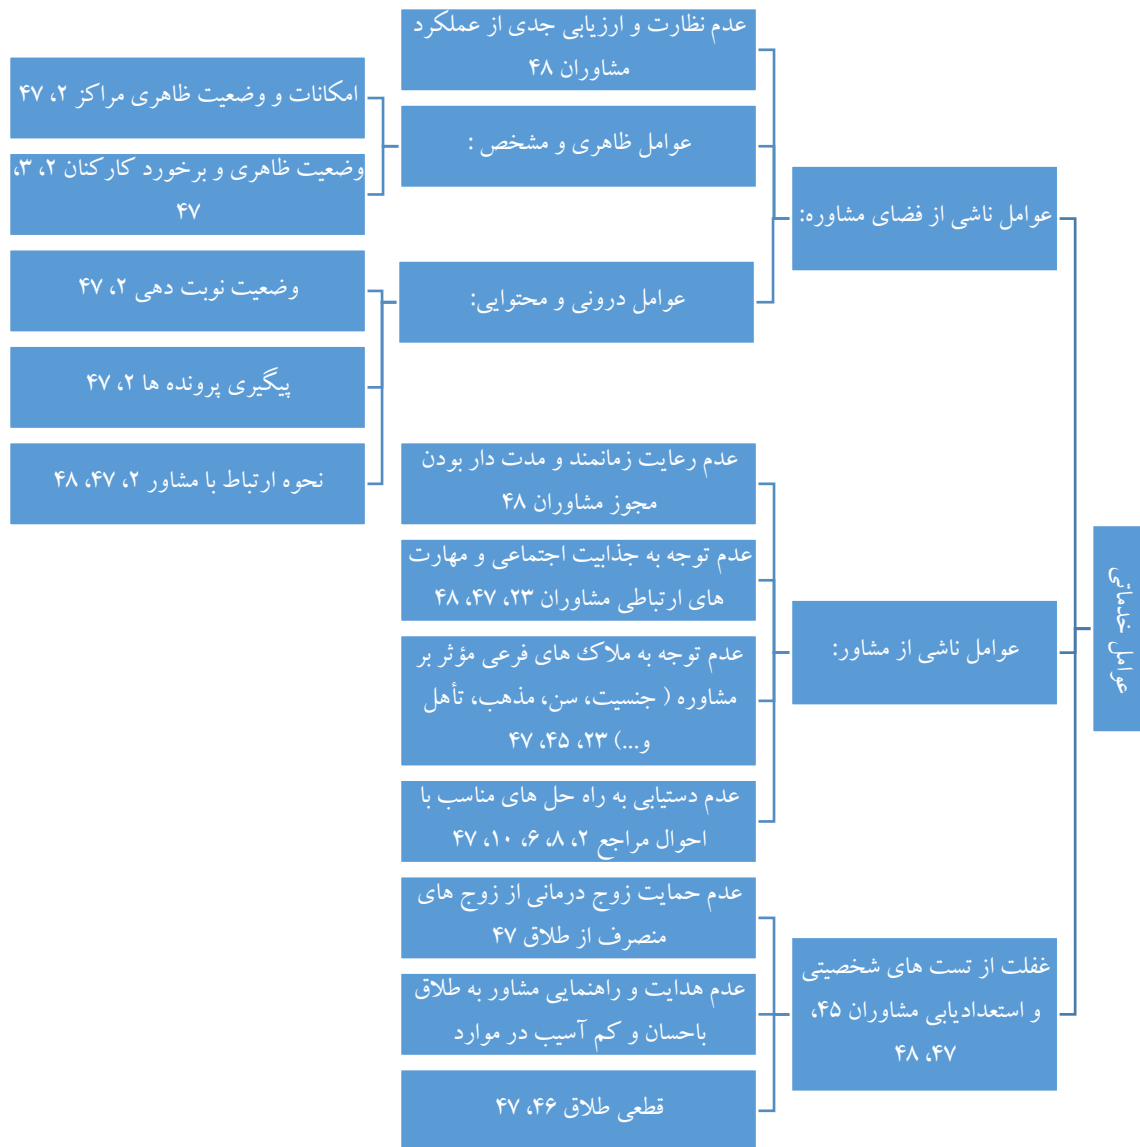 عوامل خدماتی
عوامل ناشی از فضای مشاوره:
عدم نظارت و ارزیابی جدی از عملکرد
مشاوران ۴۸
عوامل ظاهری و مشخص :
امکانات و وضعیت ظاهری مراکز ۲، ۴۷
وضعیت ظاهری و برخورد کارکنان ۲، ۳،
۴۷
عوامل درونی و محتوایی:
وضعیت نوبت دهی ۲، ۴۷
پیگیری پرونده ها ۲، ۴۷
نحوه ارتباط با مشاور ۲، ۴۷، ۴۸
عوامل ناشی از مشاور:
عدم رعایت زمانمند و مدت دار بودن
مجوز مشاوران ۴۸
عدم توجه به جذابیت اجتماعی و مهارت
های ارتباطی مشاوران ۲۳، ۴۷، ۴۸
عدم توجه به ملاک های فرعی مؤثر بر
مشاوره ( جنسیت، سن، مذهب، تأهل
و...) ۲۳، ۴۵، ۴۷
عدم دستیابی به راه حل های مناسب با
احوال مراجع ۲، ۸، ۶، ۱۰، ۴۷
غفلت از تست های شخصیتی
و استعدادیابی مشاوران ۴۵،
۴۷، ۴۸
عدم حمایت زوج درمانی از زوج های
منصرف از طلاق ۴۷
عدم هدایت و راهنمایی مشاور به طلاق
باحسان و کم آسیب در موارد
قطعی طلاق ۴۶، ۴۷